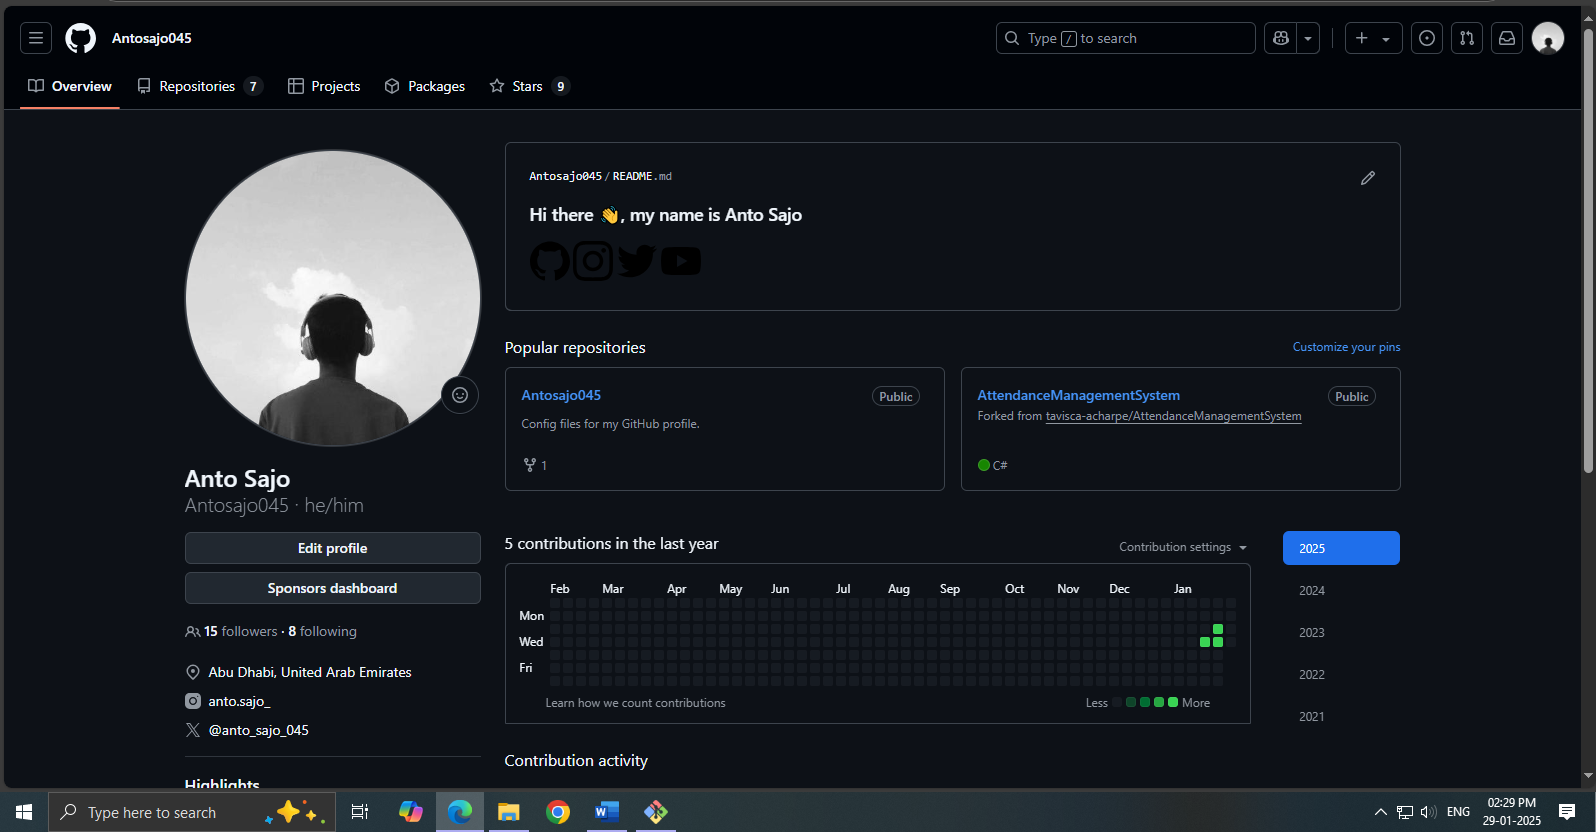 Antosajo045
Type / to search
Overview
Repositories 7
Projects
Packages
Stars 9
Antosajo045/README.md
Hi there 👋, my name is Anto Sajo
Anto Sajo
Antosajo045 · he/him
Edit profile
Sponsors dashboard
15 followers · 8 following
Abu Dhabi, United Arab Emirates
anto.sajo_
@anto_sajo_045
Highlights
Popular repositories
Customize your pins
Antosajo045
Public
Config files for my GitHub profile.
1
AttendanceManagementSystem
Public
Forked from tavisca-acharpe/AttendanceManagementSystem
C#
5 contributions in the last year
Contribution settings
2025
2024
2023
2022
2021
Feb Mar Apr May Jun Jul Aug Sep Oct Nov Dec Jan
Mon
Wed
Fri
Learn how we count contributions
Less More
Contribution activity
Type here to search
ENG
02:29 PM
29-01-2025